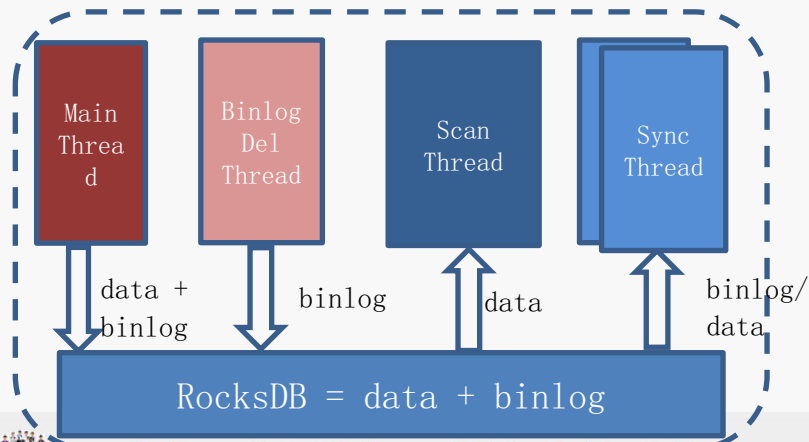 Main
Threa
d
Binlog
Del
Thread
Scan
Thread
Sync
Thread
data +
binlog
binlog
data
binlog/
data
RocksDB = data + binlog